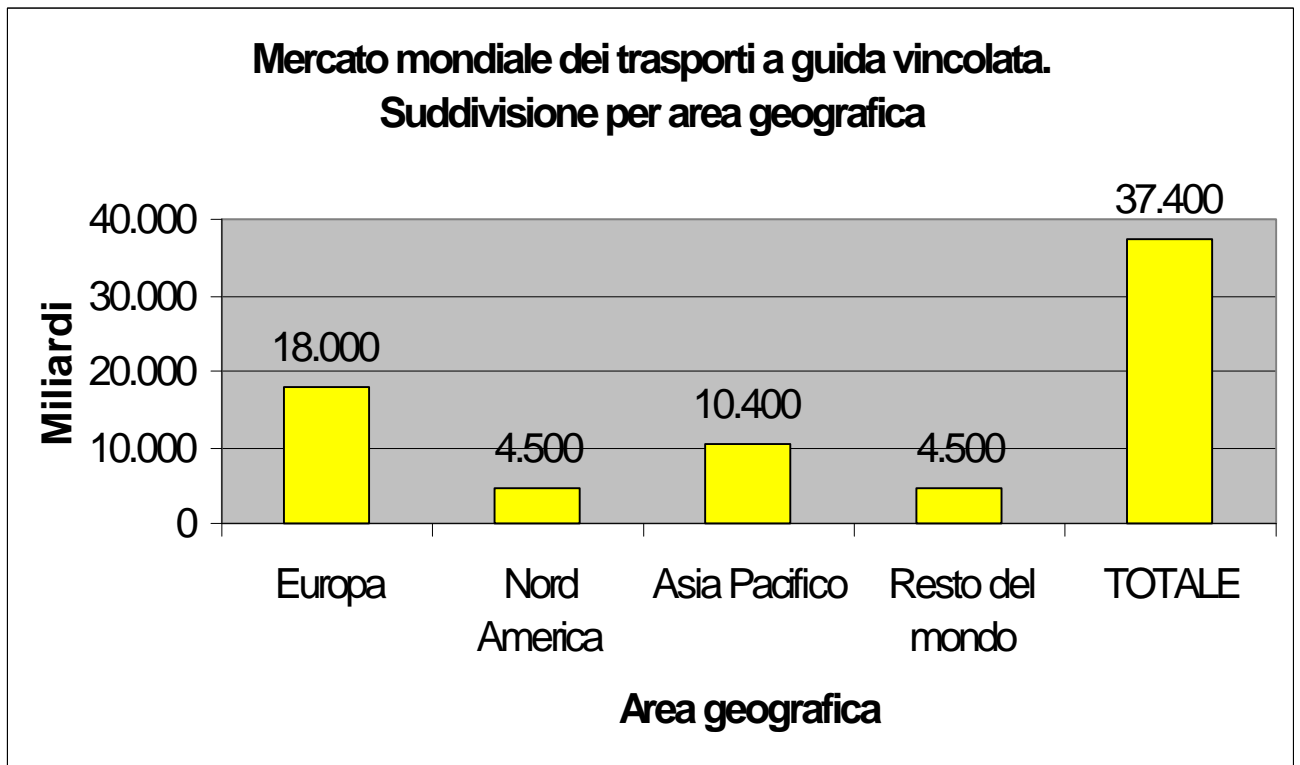 Mercato mondiale dei trasporti a guida vincolata.
Suddivisione per area geografica
37.400
40.000
30.000
18.000
20.000
10.400
4.500
4.500
10.000
0
Miliardi
Europa
Nord
America
Asia Pacifico
Resto del
mondo
TOTALE
Area geografica